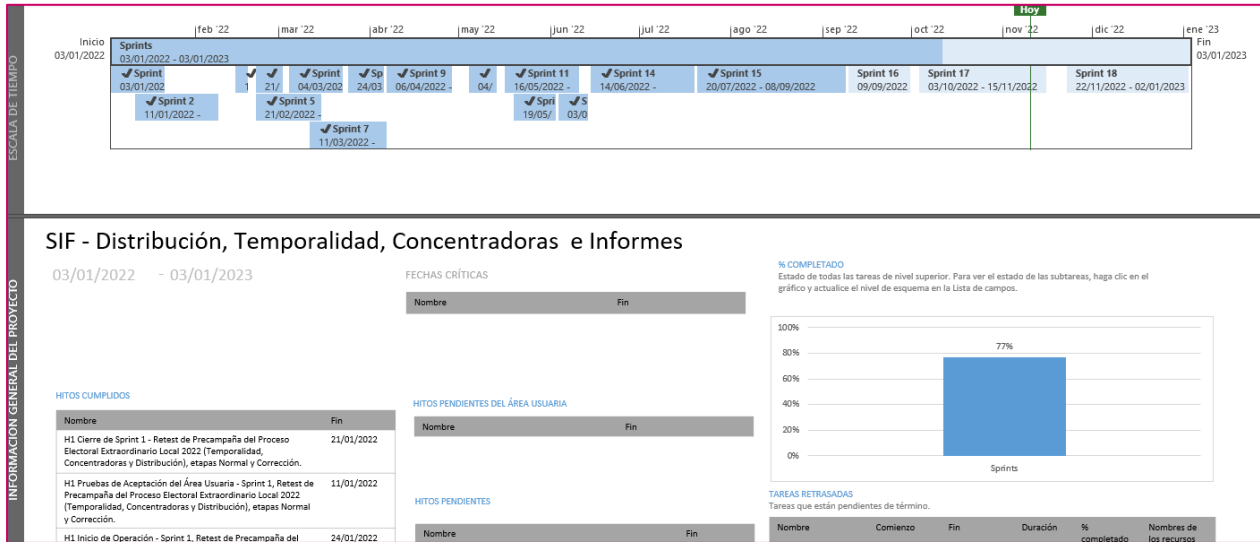 Hoy
feb '22 mar '22 abr '22 may '22 jun '22 jul '22 ago '22 sep '22 oct '22 nov '22 dic '22 ene '23
Inicio
03/01/2022
Sprints
03/01/2022 - 03/01/2023
Fin
03/01/2023
Sprint Sprint Sp Sprint 9 Sprint 11 Sprint 14 Sprint 15 Sprint 16 Sprint 17 Sprint 18
03/01/202 1 21/ 04/03/202 24/03 06/04/2022 - 04/ 16/05/2022 - 14/06/2022 - 20/07/2022 - 08/09/2022 09/09/2022 03/10/2022 - 15/11/2022 22/11/2022 - 02/01/2023
Sprint 2 Sprint 5 Spri S
11/01/2022 - 21/02/2022 - 19/05/ 03/0
Sprint 7
11/03/2022 -
ESCALA DE TIEMPO
INFORMACION GENERAL DEL PROYECTO
SIF - Distribución, Temporalidad, Concentradoras e Informes
03/01/2022 - 03/01/2023
HITOS CUMPLIDOS
Nombre Fin
H1 Cierre de Sprint 1 - Retest de Precampaña del Proceso 21/01/2022
Electoral Extraordinario Local 2022 (Temporalidad,
Concentradoras y Distribución), etapas Normal y Corrección.
H1 Pruebas de Aceptación del Área Usuaria - Sprint 1, Retest de 11/01/2022
Precampaña del Proceso Electoral Extraordinario Local 2022
(Temporalidad, Concentradoras y Distribución), etapas Normal
y Corrección.
H1 Inicio de Operación - Sprint 1, Retest de Precampaña del 24/01/2022
FECHAS CRÍTICAS
Nombre Fin
HITOS PENDIENTES DEL ÁREA USUARIA
Nombre Fin
HITOS PENDIENTES
Nombre Fin
% COMPLETADO
Estado de todas las tareas de nivel superior. Para ver el estado de las subtareas, haga clic en el
gráfico y actualice el nivel de esquema en la Lista de campos.
100%
80%
60%
40%
20%
0%
77%
Sprints
TAREAS RETRASADAS
Tareas que están pendientes de término.
Nombre Comienzo Fin Duración % Nombres de
completado los recursos